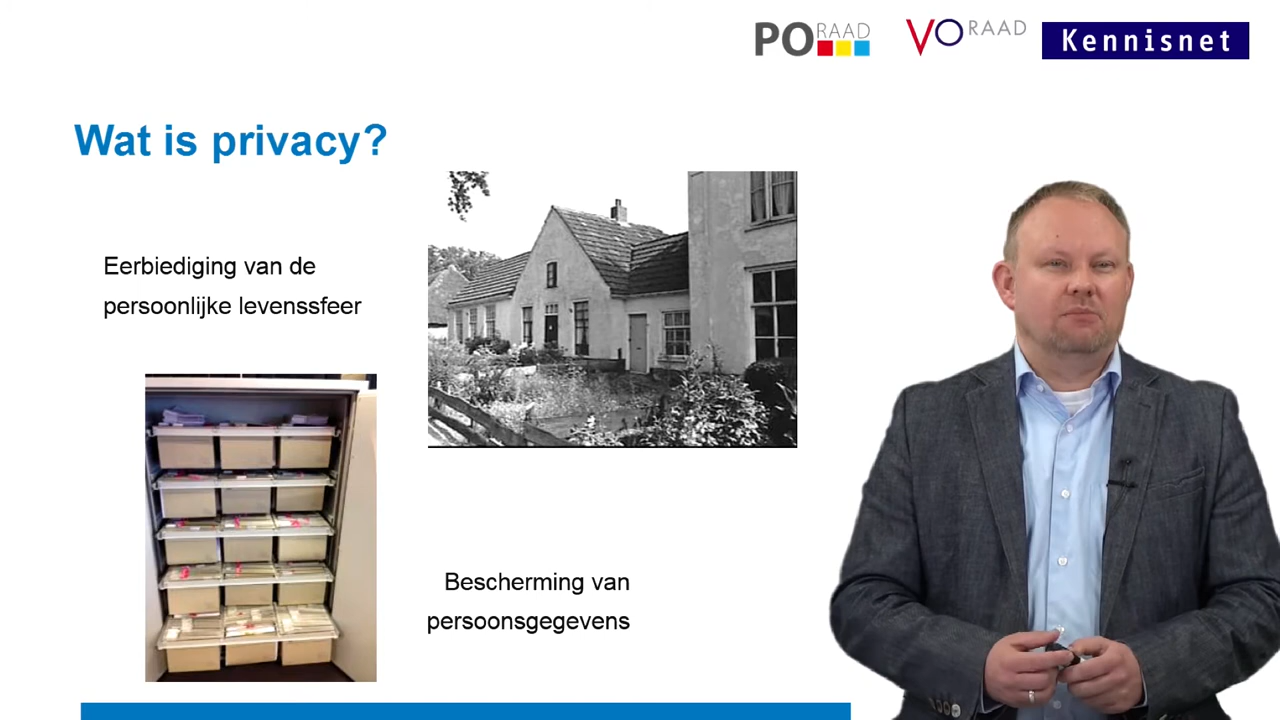 PO RAAD
VO RAAD
Kennisnet
Wat is privacy?
Eerbiediging van de
persoonlijke levenssfeer
Bescherming van
persoonsgegevens